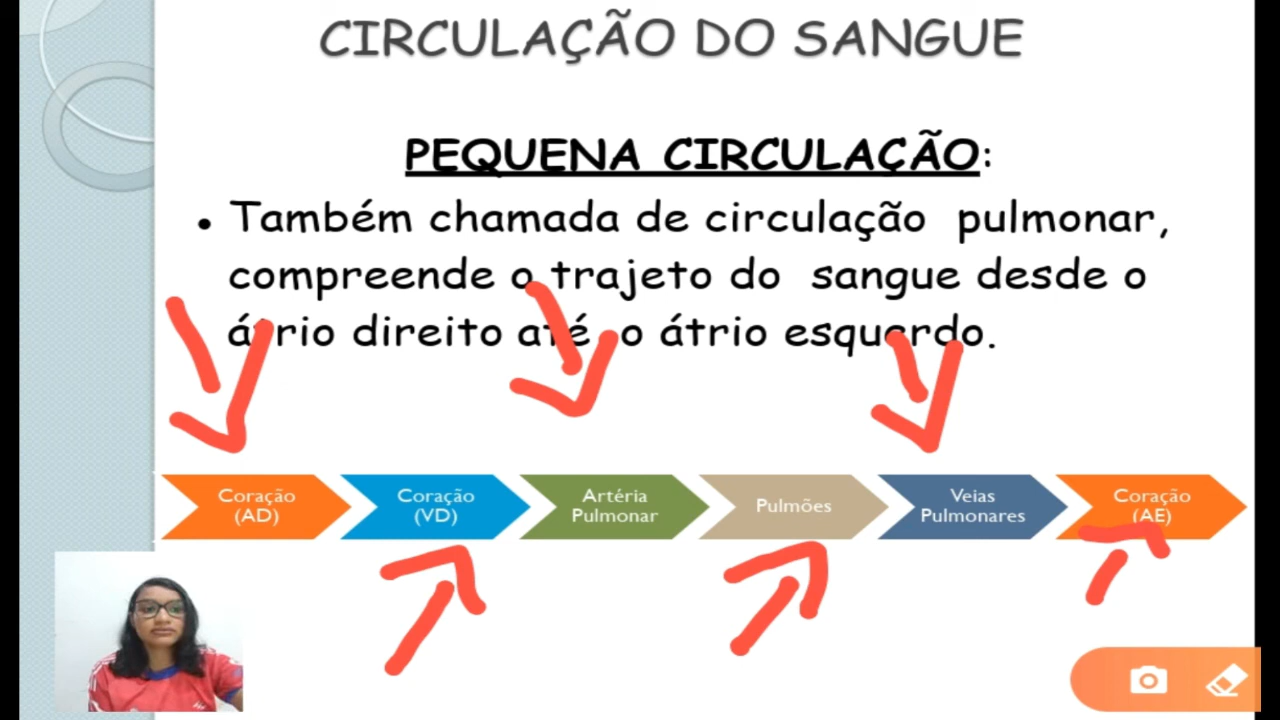 CIRCULAÇÃO DO SANGUE
PEQUENA CIRCULAÇÃO:
• Também chamada de circulação pulmonar,
compreende o trajeto do sangue desde o
átrio direito até o átrio esquerdo.
Coração
(AD)
Coração
(VD)
Artéria
Pulmonar
Pulmões
Veias
Pulmonares
Coração
(AE)